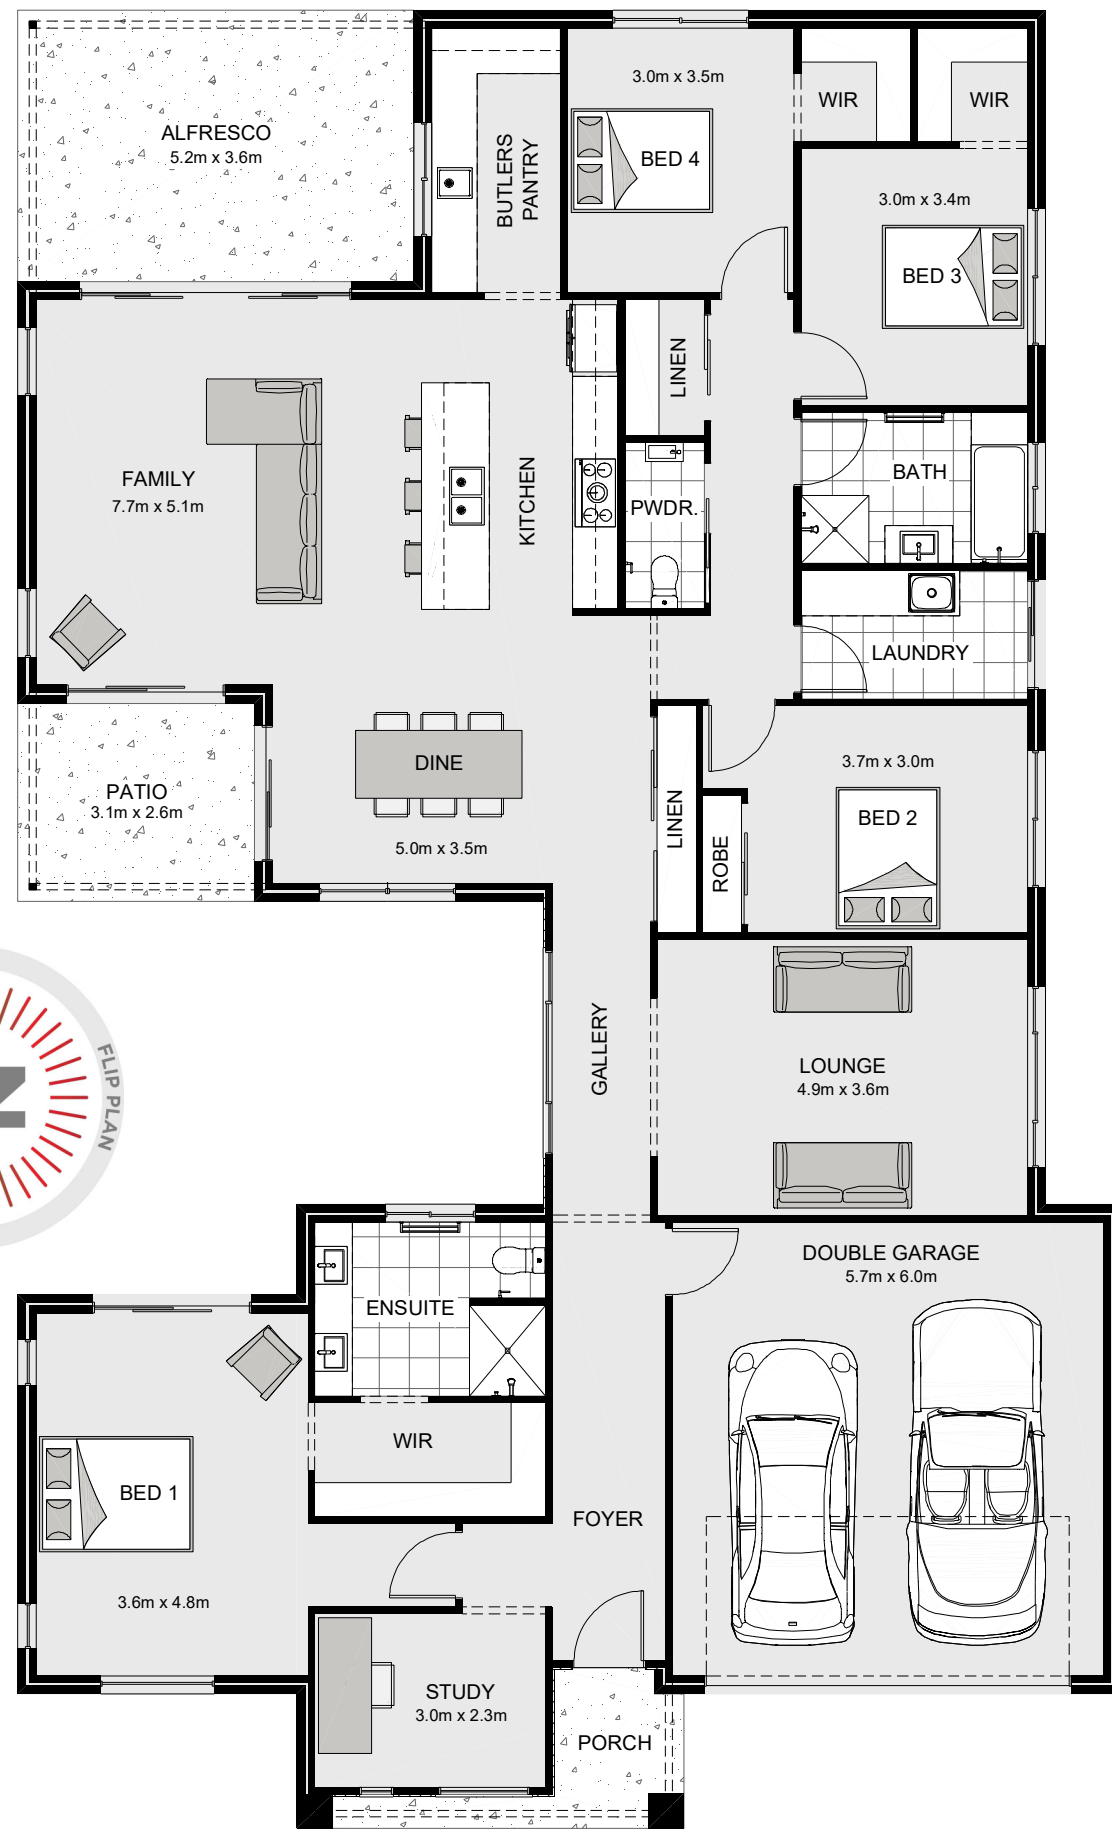 ALFRESCO
5.2m x 3.6m
BUTLERS
PANTRY
3.0m x 3.5m
BED 4
WIR
WIR
3.0m x 3.4m
BED 3
LINEN
FAMILY
7.7m x 5.1m
KITCHEN
PWDR.
BATH
LAUNDRY
DINE
5.0m x 3.5m
PATIO
3.1m x 2.6m
LINEN
ROBE
3.7m x 3.0m
BED 2
GALLERY
LOUNGE
4.9m x 3.6m
FLIP PLAN
N
DOUBLE GARAGE
5.7m x 6.0m
ENSUITE
WIR
BED 1
3.6m x 4.8m
FOYER
STUDY
3.0m x 2.3m
PORCH